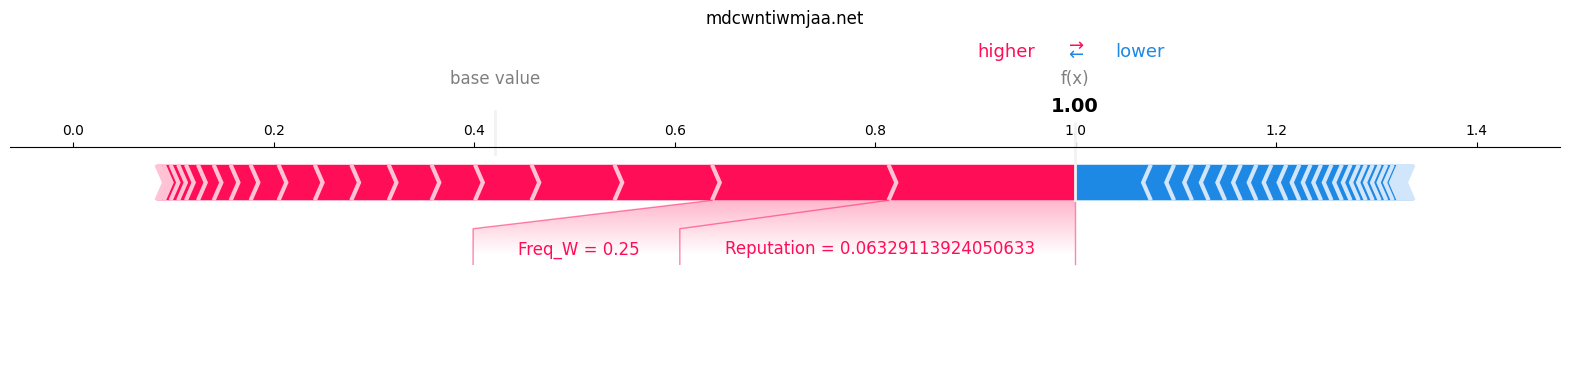 mdcwntiwmjaa.net
higher → ← lower
base value f(x)
1.00
0.0 0.2 0.4 0.6 0.8 1.0 1.2 1.4
Freq_W = 0.25 Reputation = 0.06329113924050633